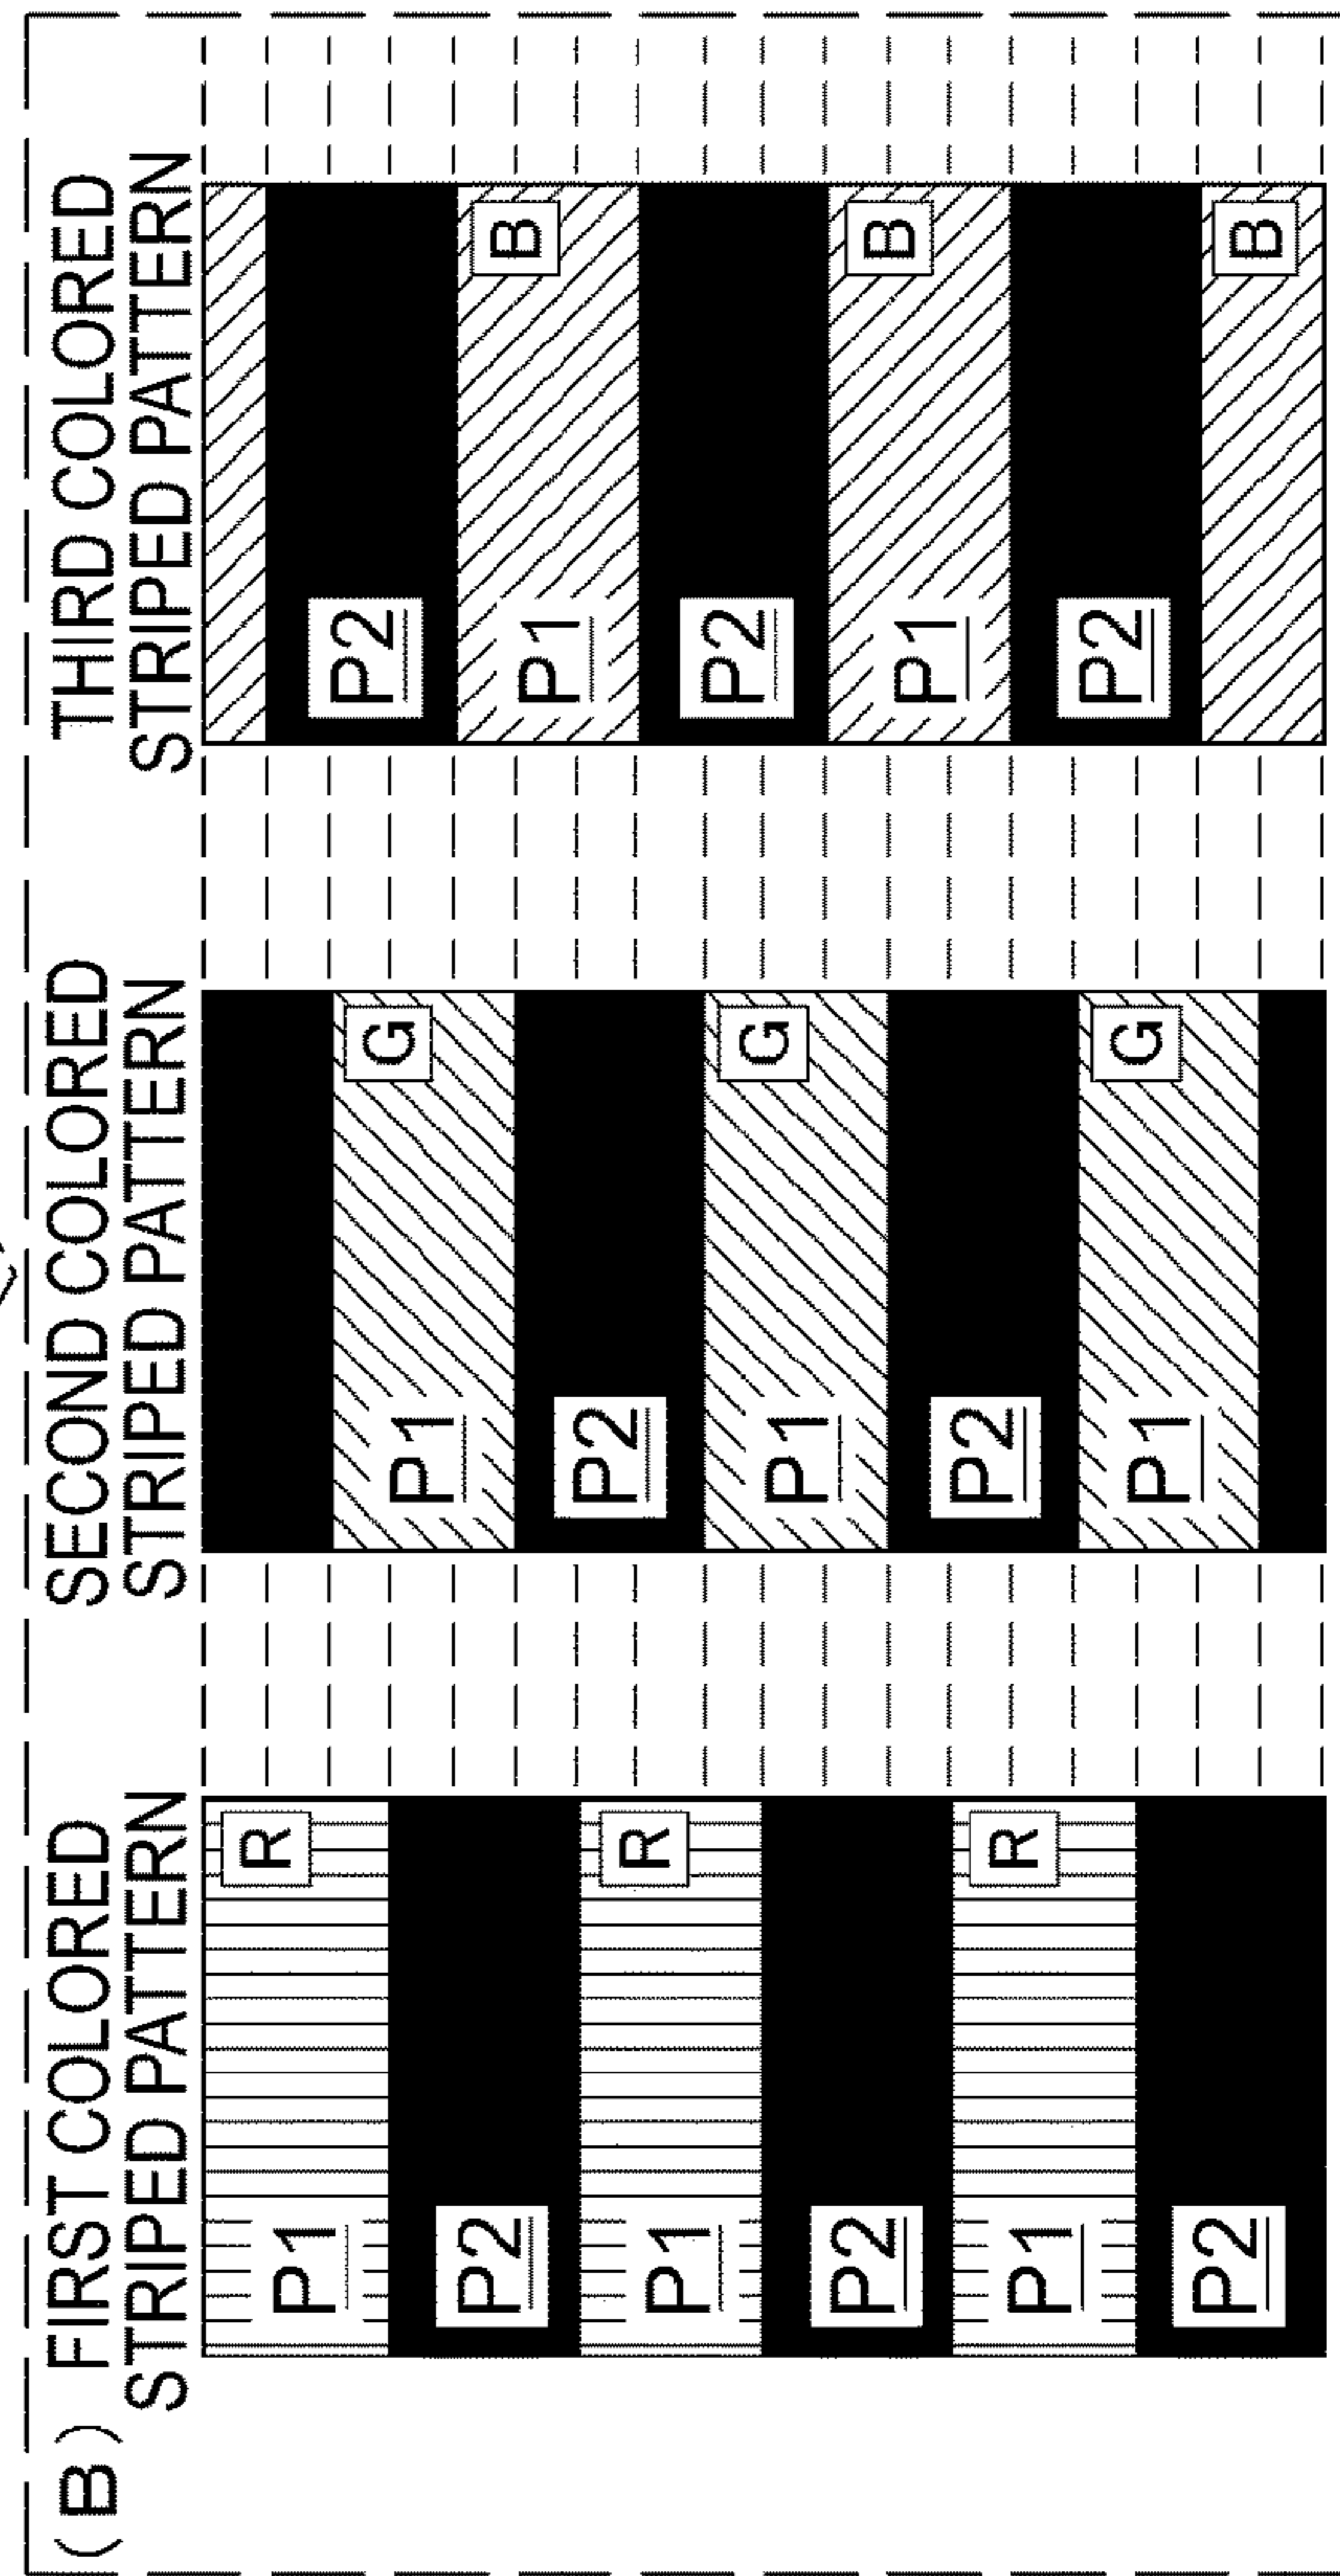 (B) FIRST COLORED
STRIPED PATTERN
P1
R
P2
P1
R
P2
P1
R
P2
SECOND COLORED
STRIPED PATTERN
P1
G
P2
P1
G
P2
P1
G
THIRD COLORED
STRIPED PATTERN
P2
P1
B
P2
P1
B
P2
B